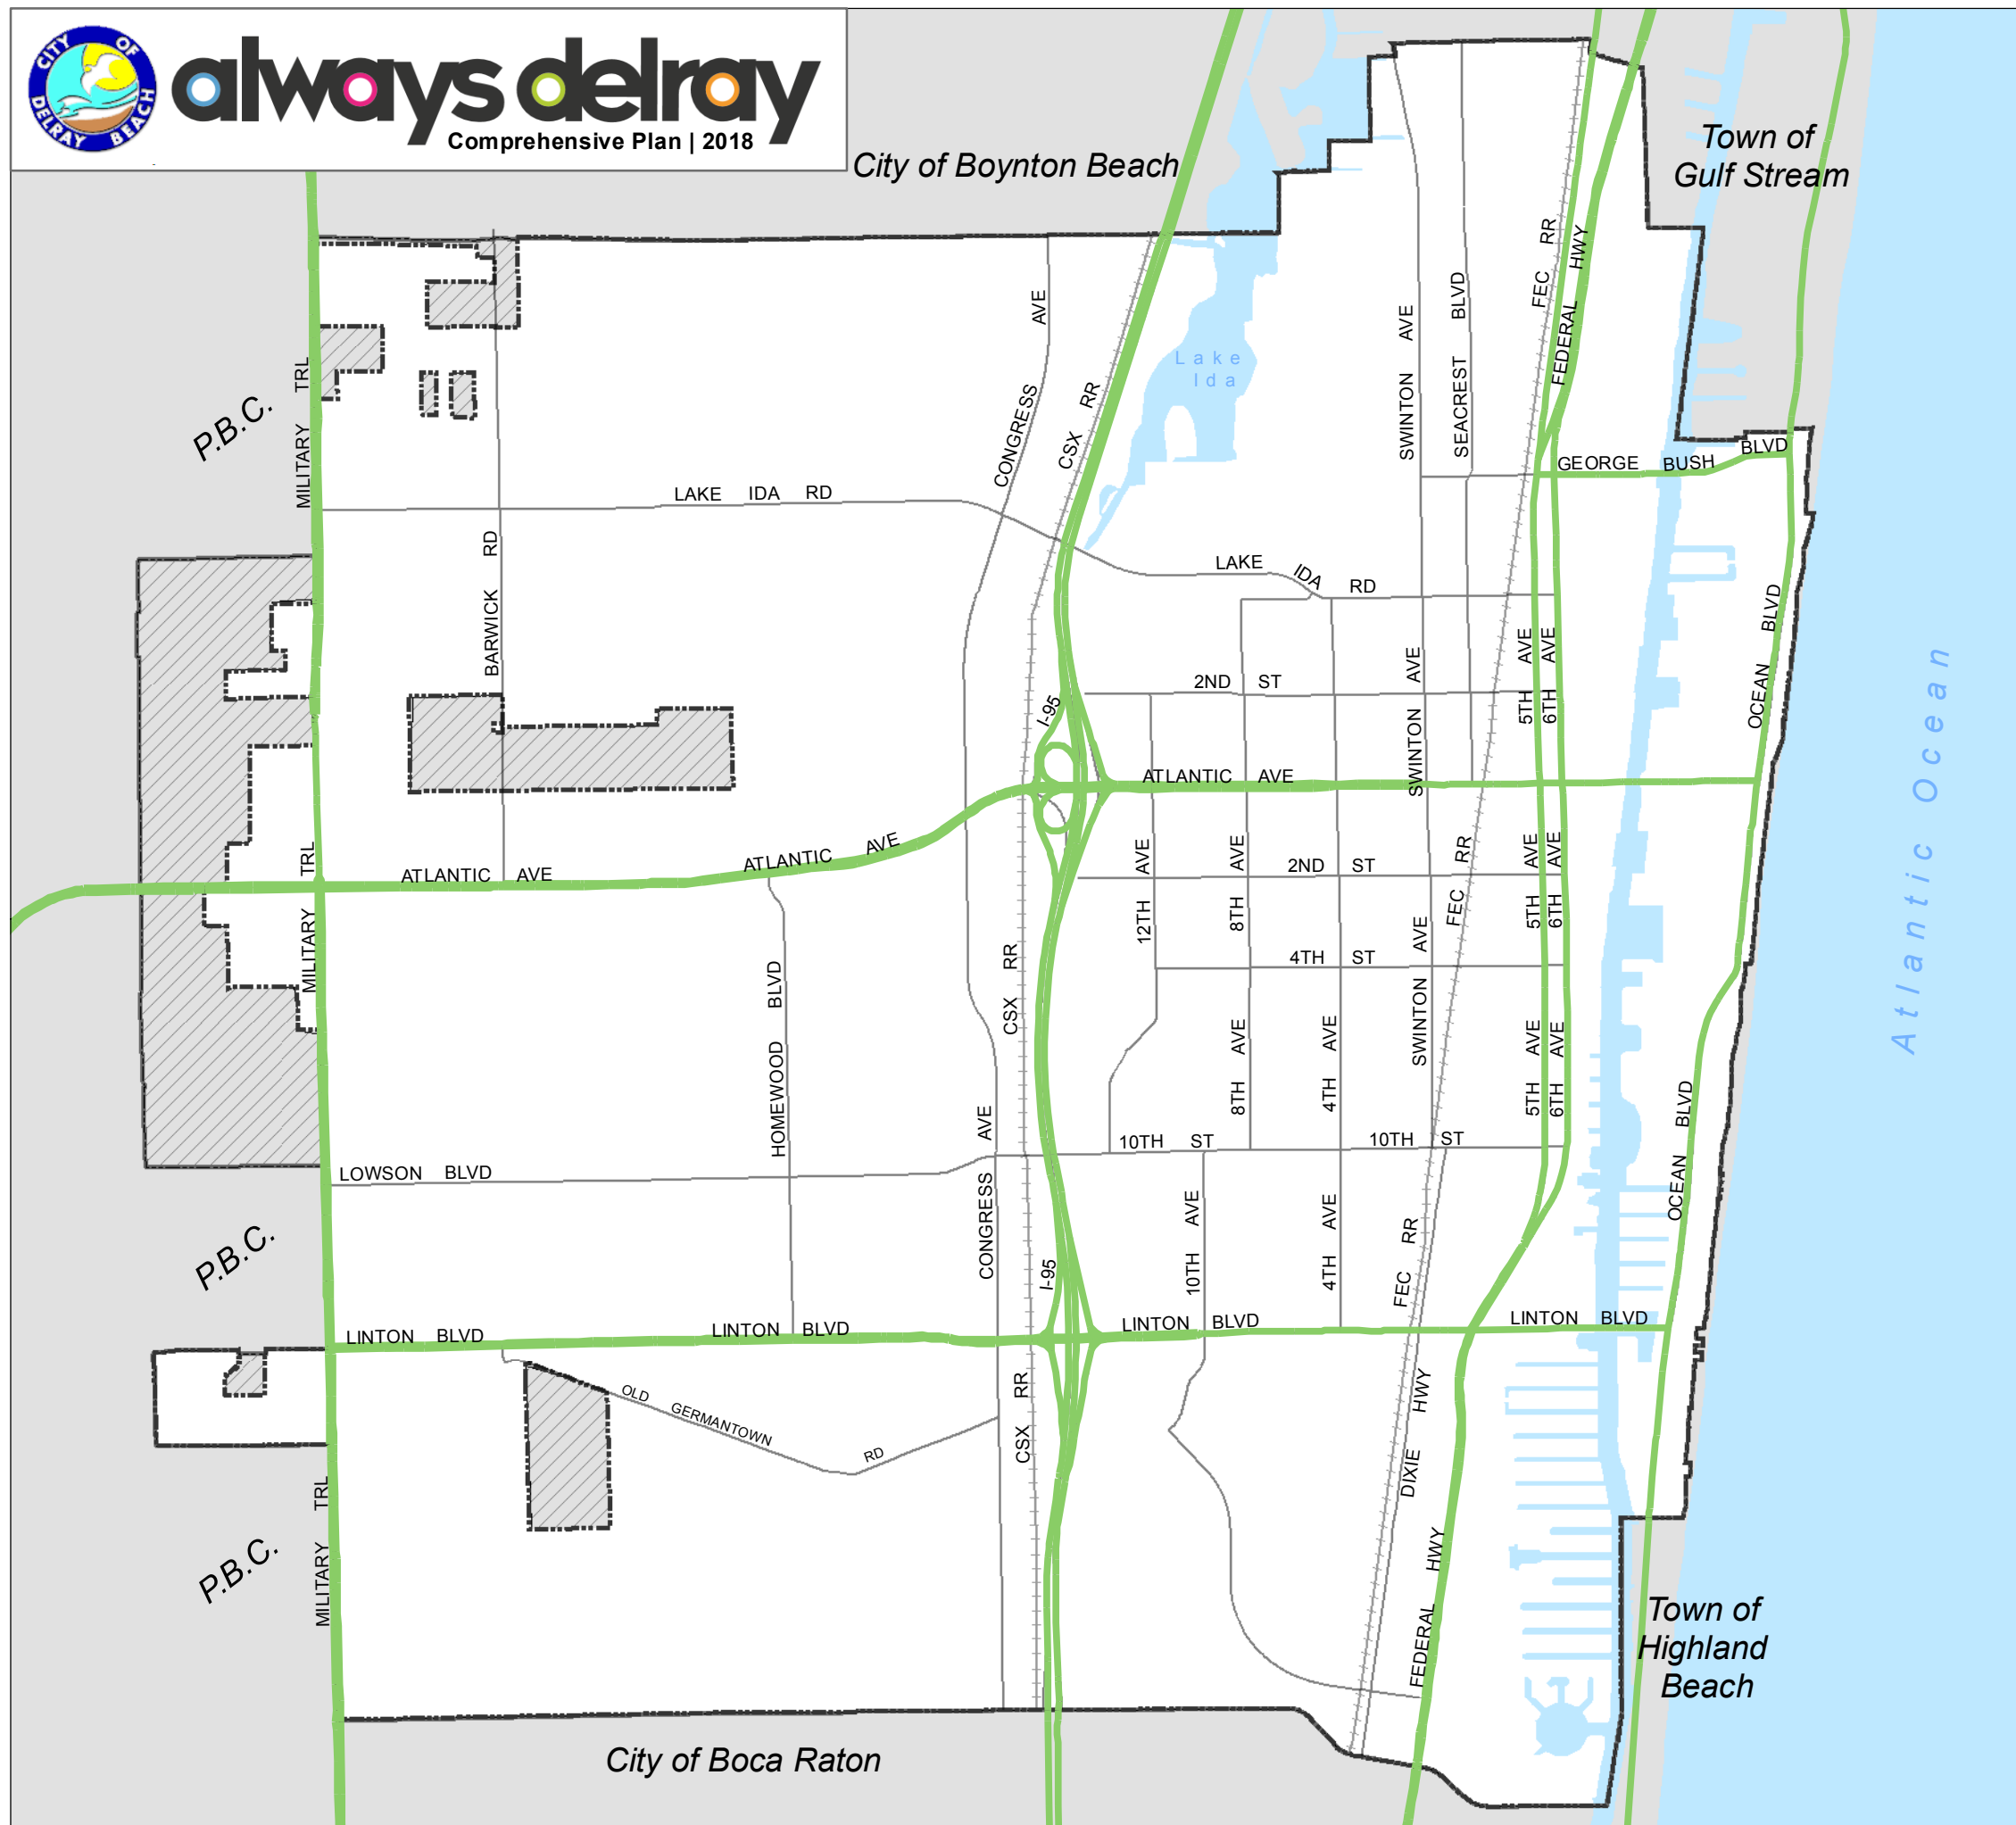 CITY OF
DELRAY BEACH
always delray
Comprehensive Plan | 2018
City of Boynton Beach
Town of
Gulf Stream
P.B.C.
MILITARY TRL
BARWICK RD
LAKE IDA RD
CONGRESS AVE
CSX RR
Lake
Ida
SWINTON AVE
SEACREST BLVD
FEC RR
FEDERAL HWY
GEORGE BUSH BLVD
LAKE IDA RD
OCEAN BLVD
Atlantic Ocean
I-95
2ND ST
SWINTON AVE
5TH AVE
6TH AVE
ATLANTIC AVE
SWINTON
MILITARY TRL
ATLANTIC AVE
ATLANTIC AVE
12TH AVE
8TH AVE
2ND ST
FEC RR
5TH AVE
6TH AVE
HOMEWOOD BLVD
CSX RR
4TH ST
SWINTON AVE
8TH AVE
4TH AVE
5TH AVE
6TH AVE
OCEAN BLVD
10TH ST
10TH ST
LOWSON BLVD
CONGRESS AVE
P.B.C.
I-95
10TH AVE
4TH AVE
FEC RR
LINTON BLVD
LINTON BLVD
LINTON BLVD
LINTON BLVD
OLD GERMANTOWN RD
CSX RR
DIXIE HWY
P.B.C.
MILITARY TRL
FEDERAL HWY
Town of
Highland
Beach
City of Boca Raton